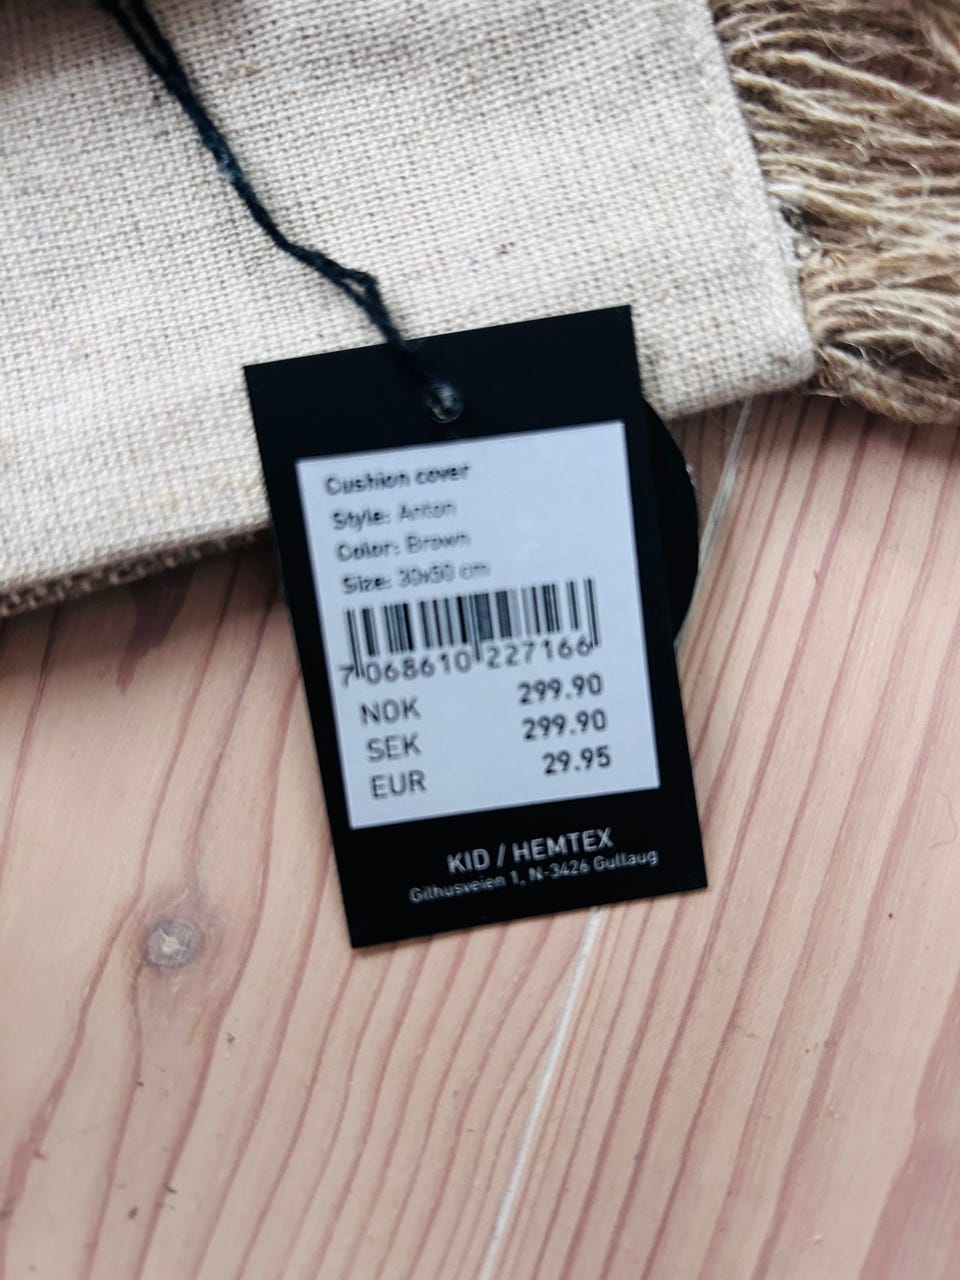 Cushion cover
Style: Anton
Color: Brown
Size: 30x50 cm
7 068610 227166
NOK 299.90
SEK 299.90
EUR 29.95
KID / HEMTEX
Gilhusveien 1, N-3426 Gullaug